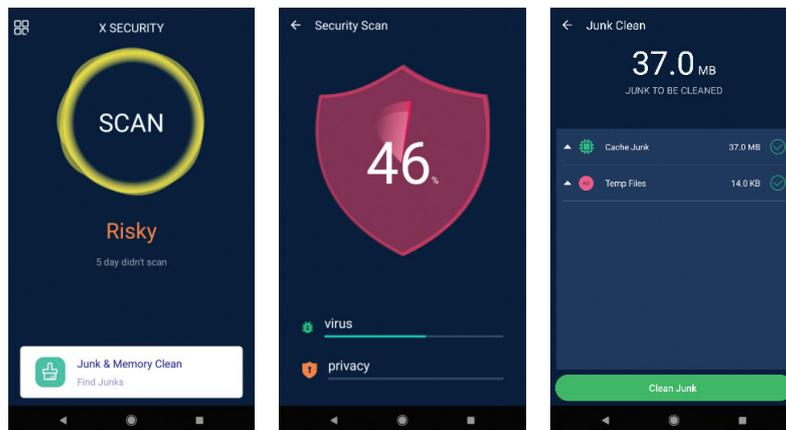 X SECURITY
SCAN
Risky
5 day didn't scan
Junk & Memory Clean
Find Junks
Security Scan
46%
virus
privacy
Junk Clean
37.0 MB
JUNK TO BE CLEANED
Cache Junk 37.0 MB
Temp Files 14.0 KB
Clean Junk